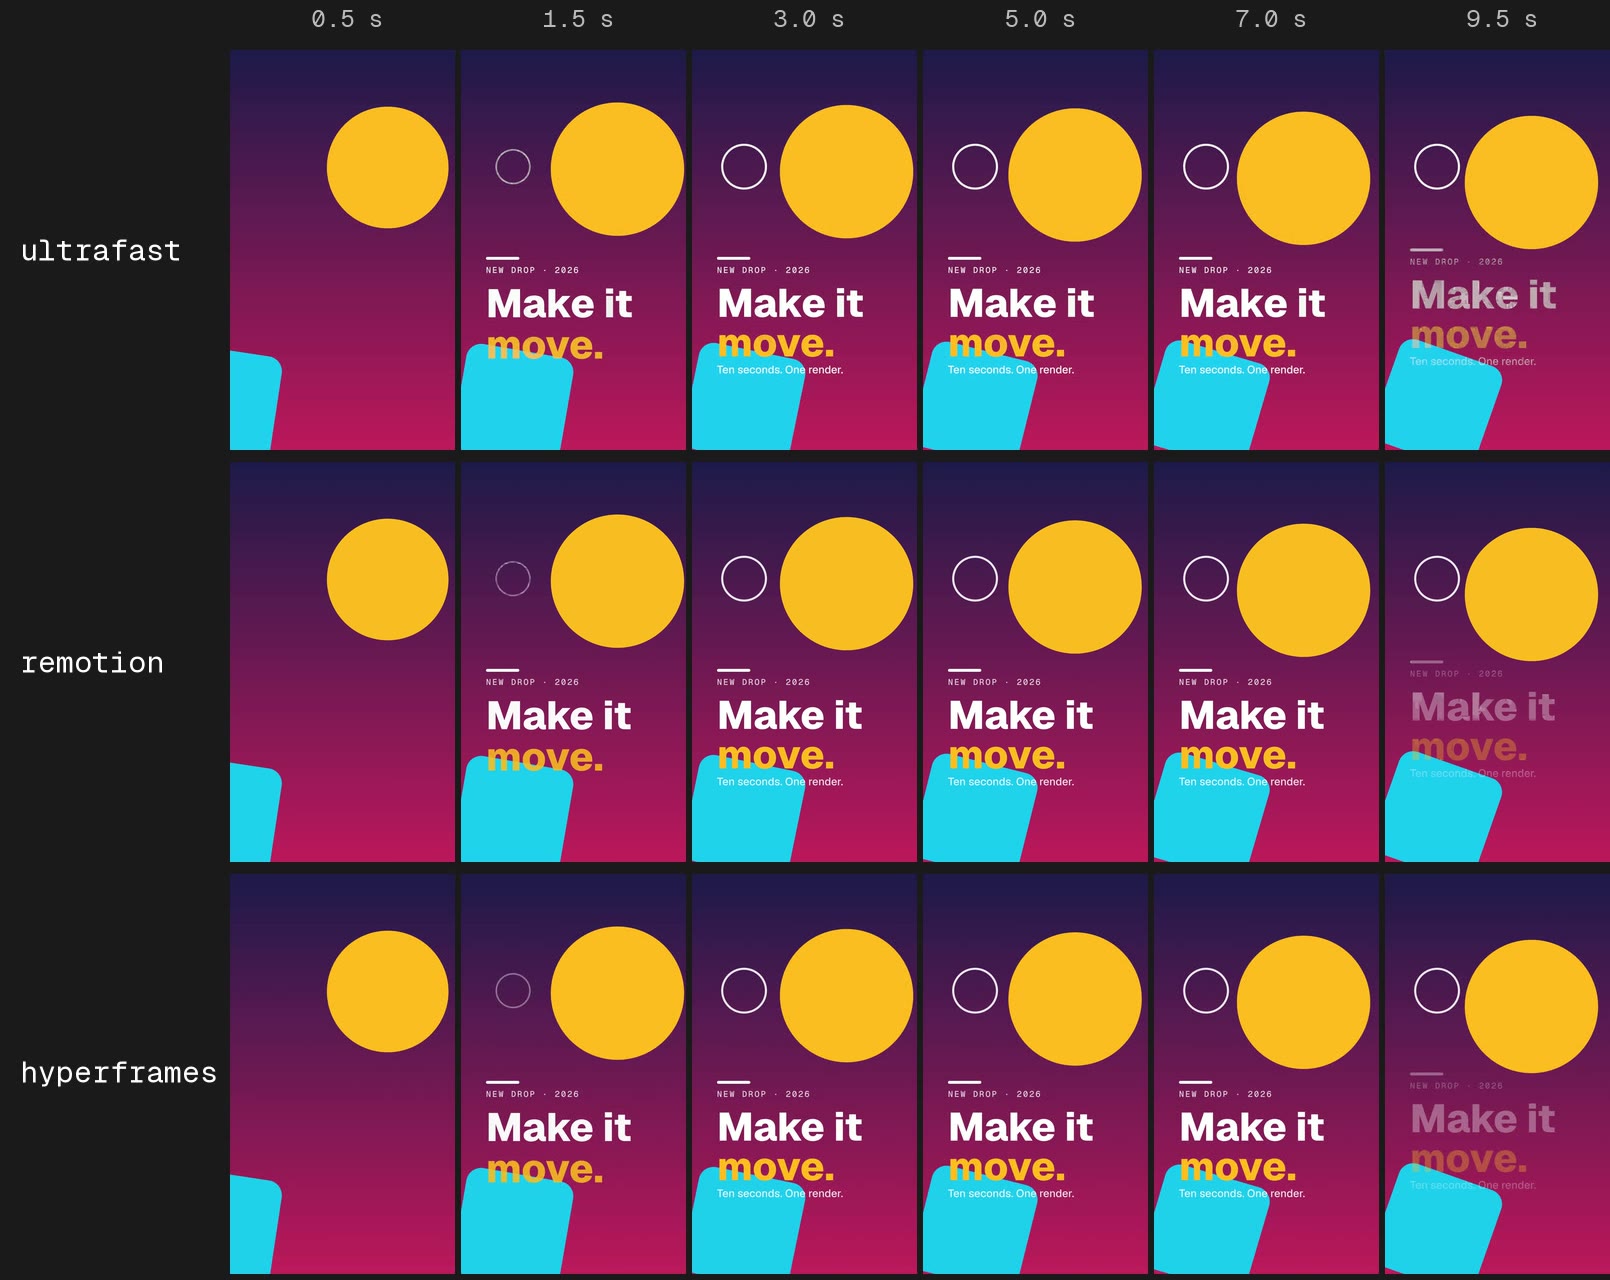 0.5 s 1.5 s 3.0 s 5.0 s 7.0 s 9.5 s
ultrafast
NEW DROP · 2026
Make it
move.
NEW DROP · 2026
Make it
move.
Ten seconds. One render.
NEW DROP · 2026
Make it
move.
Ten seconds. One render.
NEW DROP · 2026
Make it
move.
Ten seconds. One render.
NEW DROP · 2026
Make it
move.
Ten seconds. One render.
remotion
NEW DROP · 2026
Make it
move.
NEW DROP · 2026
Make it
move.
Ten seconds. One render.
NEW DROP · 2026
Make it
move.
Ten seconds. One render.
NEW DROP · 2026
Make it
move.
Ten seconds. One render.
NEW DROP · 2026
Make it
move.
Ten seconds. One render.
hyperframes
NEW DROP · 2026
Make it
move.
NEW DROP · 2026
Make it
move.
Ten seconds. One render.
NEW DROP · 2026
Make it
move.
Ten seconds. One render.
NEW DROP · 2026
Make it
move.
Ten seconds. One render.
NEW DROP · 2026
Make it
move.
Ten seconds. One render.